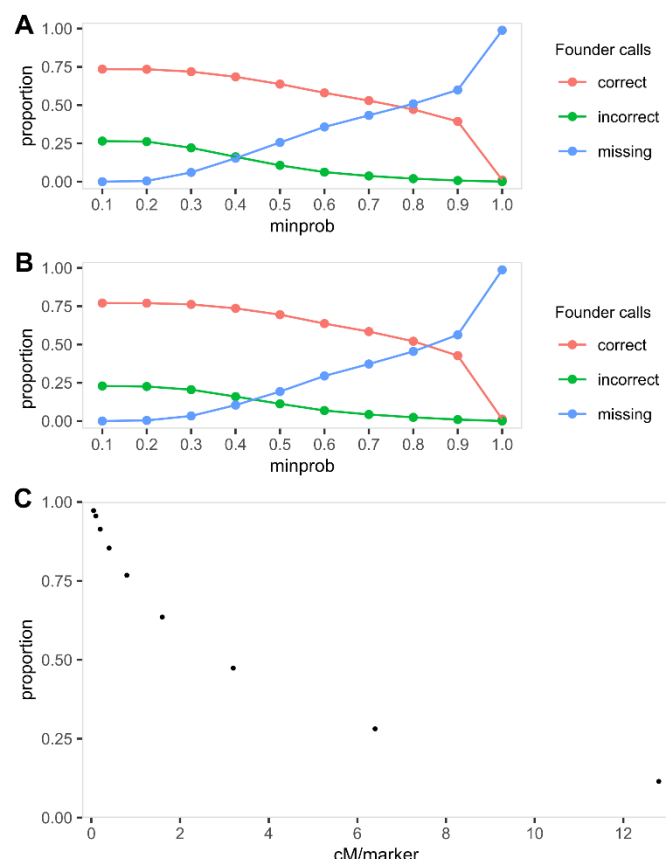 A
proportion
1.00
0.75
0.50
0.25
0.00
0.1 0.2 0.3 0.4 0.5 0.6 0.7 0.8 0.9 1.0
minprob
Founder calls
correct
incorrect
missing
B
proportion
1.00
0.75
0.50
0.25
0.00
0.1 0.2 0.3 0.4 0.5 0.6 0.7 0.8 0.9 1.0
minprob
Founder calls
correct
incorrect
missing
C
proportion
1.00
0.75
0.50
0.25
0.00
0 2 4 6 8 10 12
cM/marker